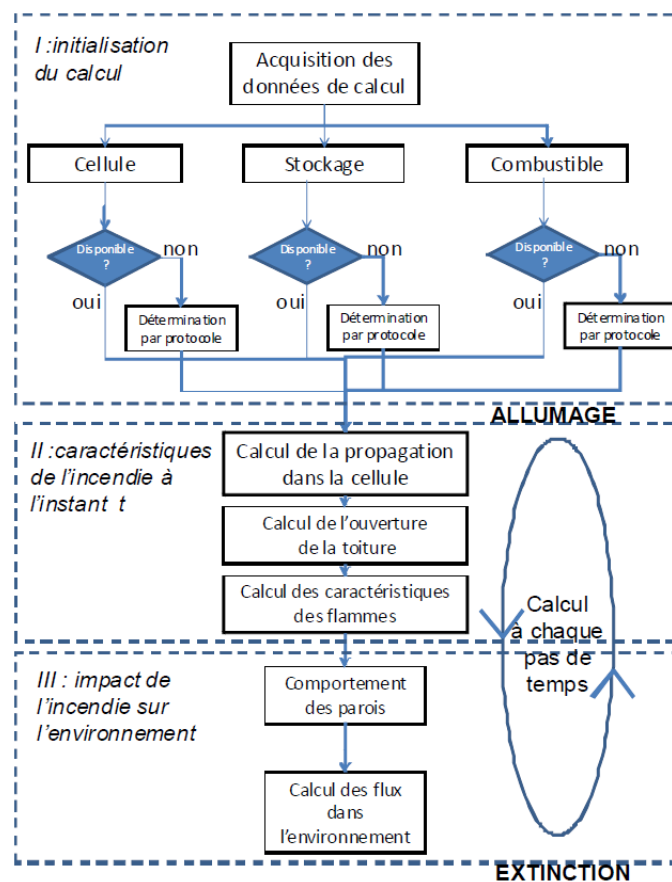 I :initialisation
du calcul
Acquisition des
données de calcul
Cellule
Stockage
Combustible
Disponible
?
non
oui
Disponible
?
non
oui
Disponible
?
non
oui
Détermination
par protocole
Détermination
par protocole
Détermination
par protocole
ALLUMAGE
II :caractéristiques
de l'incendie à
l'instant t
Calcul de la propagation
dans la cellule
Calcul de l'ouverture
de la toiture
Calcul des caractéristiques
des flammes
Calcul
à chaque
pas de
temps
III : impact de
l'incendie sur
l'environnement
Comportement
des parois
Calcul des flux
dans
l'environnement
EXTINCTION